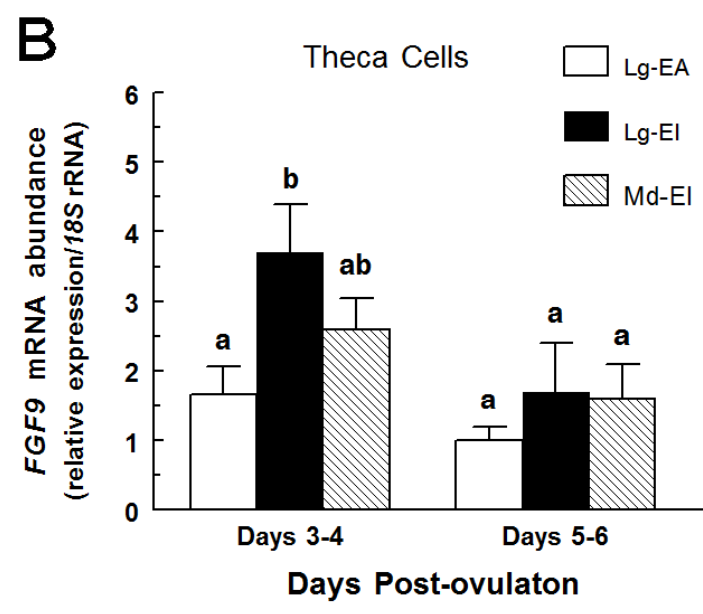 B
Theca Cells
Lg-EA
Lg-EI
Md-EI
FGF9 mRNA abundance
(relative expression/18S rRNA)
6
5
4
3
2
1
0
b
ab
a
a
a
a
Days 3-4
Days 5-6
Days Post-ovulaton